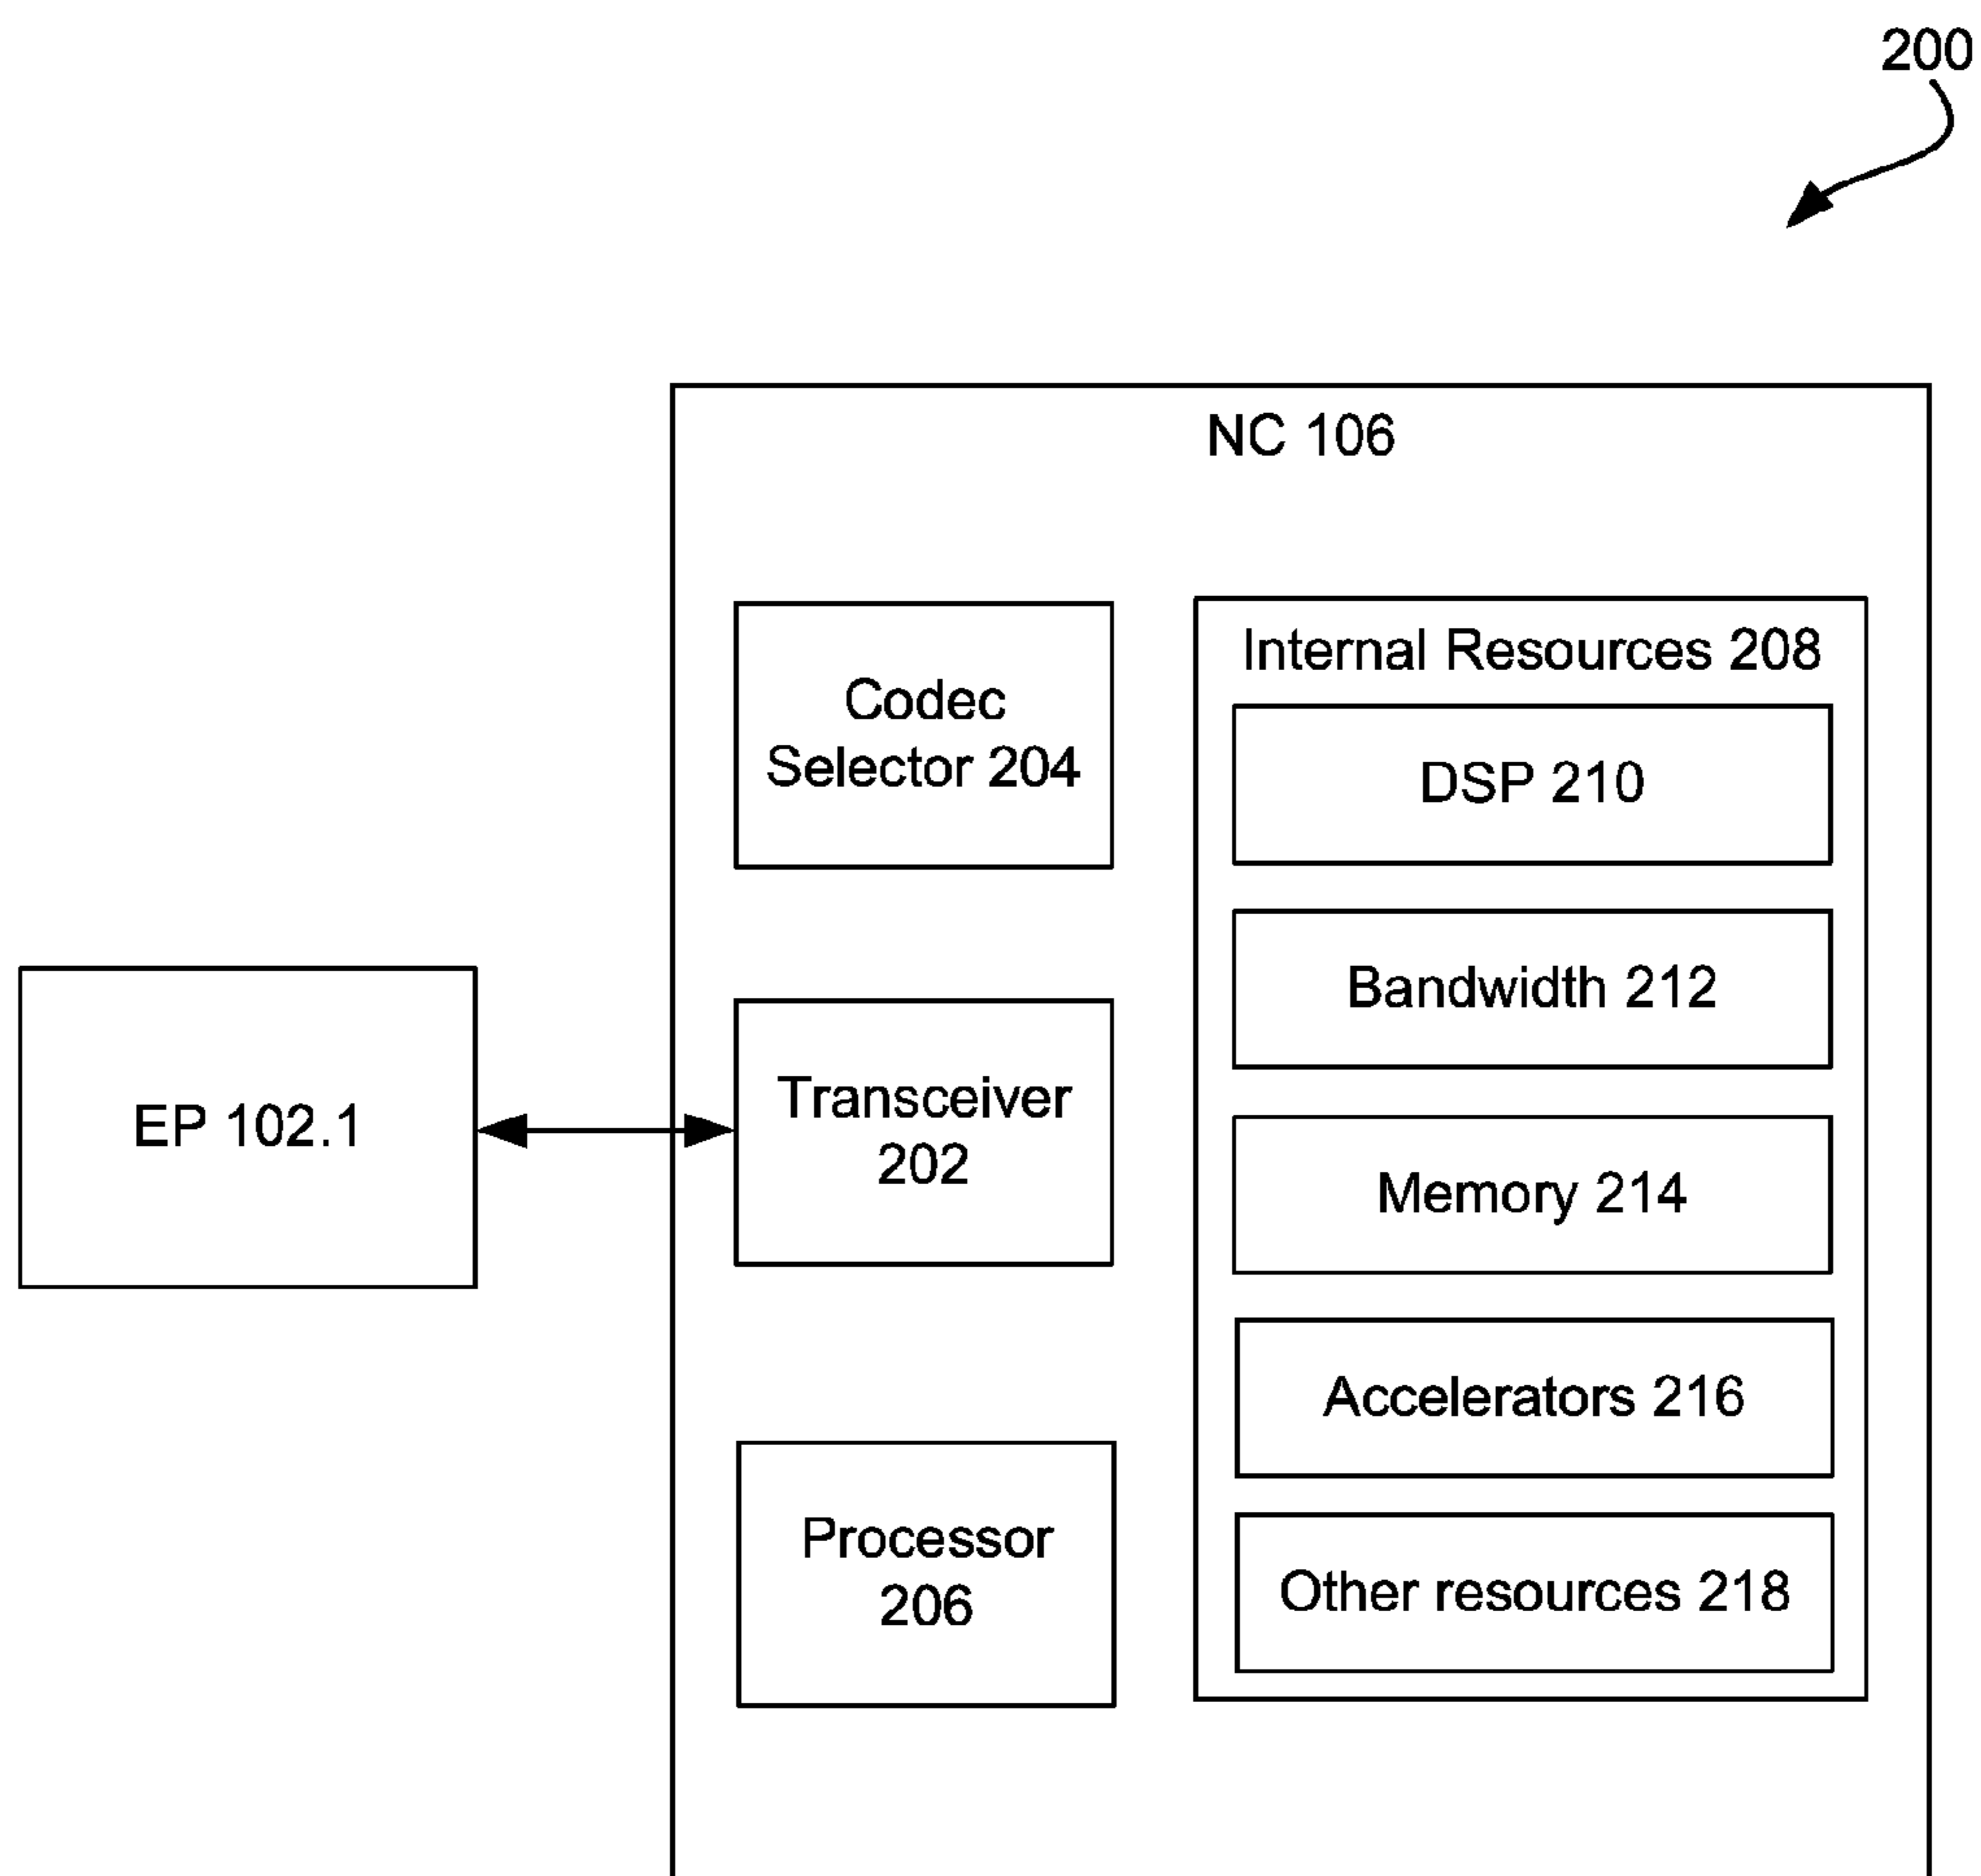 200
NC 106
Codec
Selector 204
Internal Resources 208
DSP 210
Bandwidth 212
EP 102.1
Transceiver
202
Memory 214
Accelerators 216
Processor
206
Other resources 218